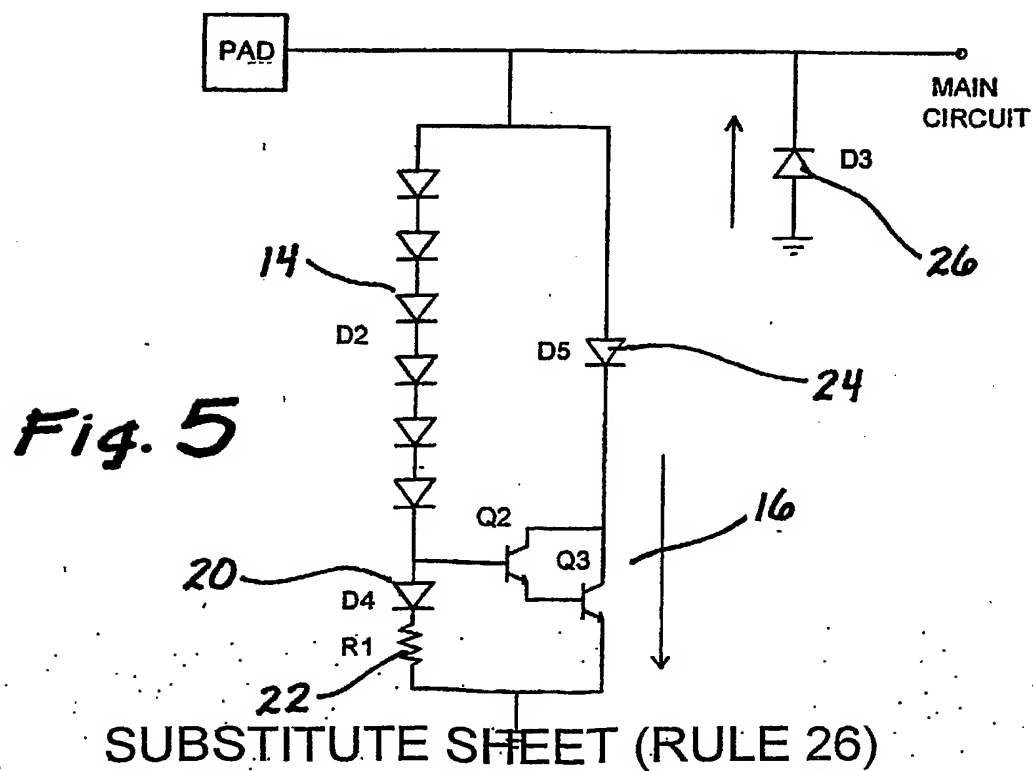 PAD
MAIN
CIRCUIT
D3
26
14
D2
D5
24
Fig. 5
Q2
Q3
16
20
D4
R1
22
SUBSTITUTE SHEET (RULE 26)